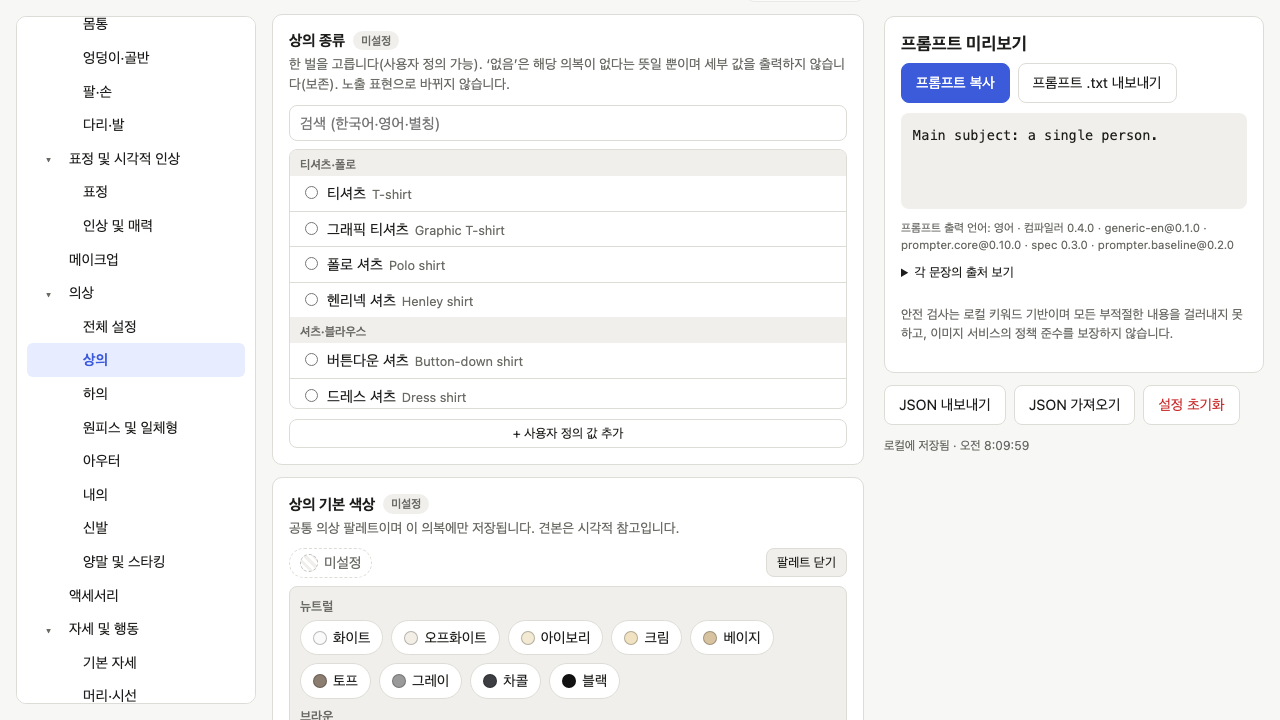 몸통
엉덩이·골반
팔·손
다리·발
표정 및 시각적 인상
표정
인상 및 매력
메이크업
의상
전체 설정
상의
하의
원피스 및 일체형
아우터
내의
신발
양말 및 스타킹
액세서리
자세 및 행동
기본 자세
머리·시선
상의 종류 미설정
한 벌을 고릅니다(사용자 정의 가능). ‘없음’은 해당 의복이 없다는 뜻일 뿐이며 세부 값을 출력하지 않습니
다(보존). 노출 표현으로 바뀌지 않습니다.
검색 (한국어·영어·별칭)
티셔츠·폴로
티셔츠 T-shirt
그래픽 티셔츠 Graphic T-shirt
폴로 셔츠 Polo shirt
헨리넥 셔츠 Henley shirt
셔츠·블라우스
버튼다운 셔츠 Button-down shirt
드레스 셔츠 Dress shirt
+ 사용자 정의 값 추가
상의 기본 색상 미설정
공통 의상 팔레트이며 이 의복에만 저장됩니다. 견본은 시각적 참고입니다.
미설정 팔레트 닫기
뉴트럴
화이트 오프화이트 아이보리 크림 베이지
토프 그레이 차콜 블랙
브라운
프롬프트 미리보기
프롬프트 복사 프롬프트 .txt 내보내기
Main subject: a single person.
프롬프트 출력 언어: 영어 · 컴파일러 0.4.0 · generic-en@0.1.0 ·
prompter.core@0.10.0 · spec 0.3.0 · prompter.baseline@0.2.0
각 문장의 출처 보기
안전 검사는 로컬 키워드 기반이며 모든 부적절한 내용을 걸러내지 못
하고, 이미지 서비스의 정책 준수를 보장하지 않습니다.
JSON 내보내기 JSON 가져오기 설정 초기화
로컬에 저장됨 · 오전 8:09:59